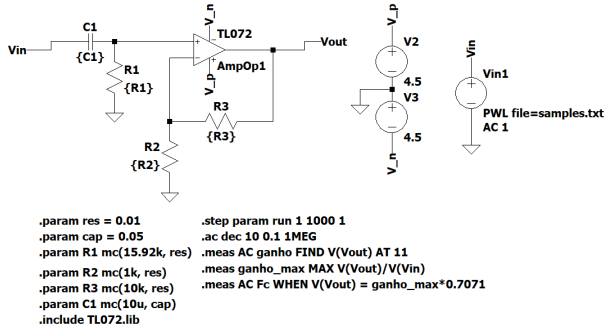 Vin
C1
{C1}
R1
{R1}
V_n
TL072
AmpOp1
V_p
Vout
R3
{R3}
R2
{R2}
V_p
V2
4.5
V3
4.5
V_n
Vin
Vin1
PWL file=samples.txt
AC 1
.param res = 0.01
.param cap = 0.05
.param R1 mc(15.92k, res)
.param R2 mc(1k, res)
.param R3 mc(10k, res)
.param C1 mc(10u, cap)
.include TL072.lib
.step param run 1 1000 1
.ac dec 10 0.1 1MEG
.meas AC ganho FIND V(Vout) AT 11
.meas ganho_max MAX V(Vout)/V(Vin)
.meas AC Fc WHEN V(Vout) = ganho_max*0.7071